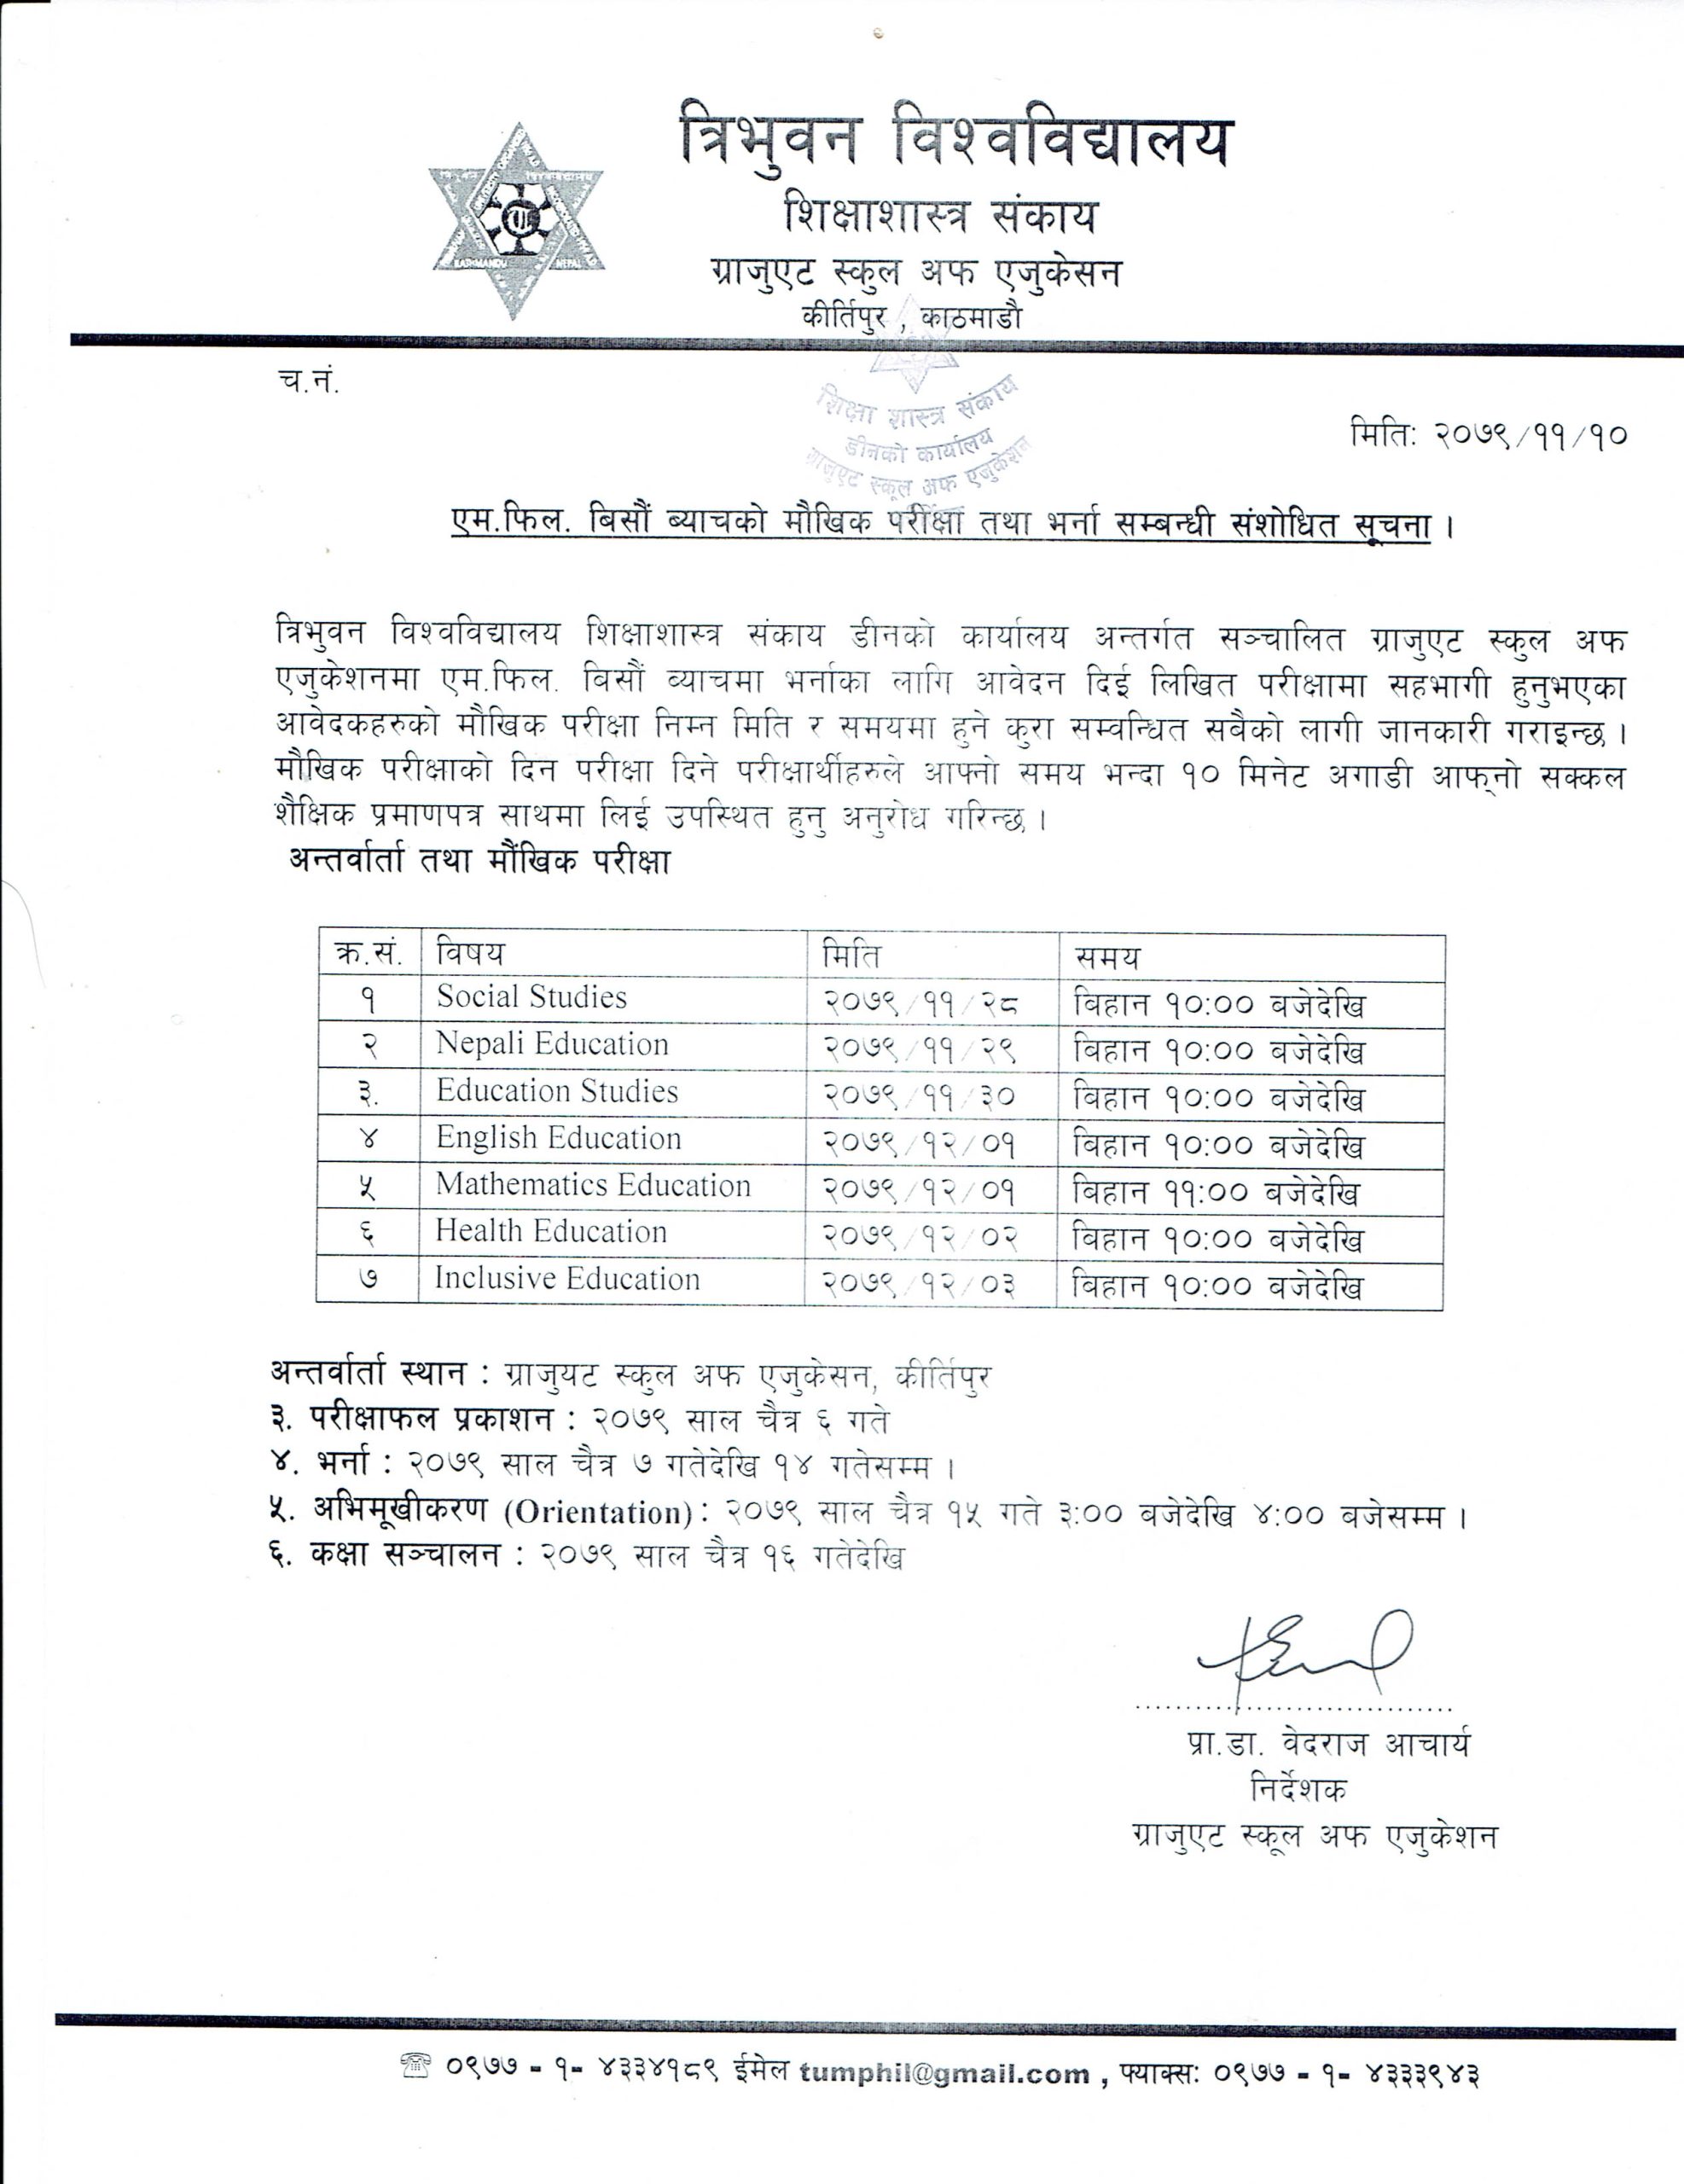 त्रिभुवन विश्वविद्यालय
शिक्षाशास्त्र संकाय
ग्राजुएट स्कुल अफ एजुकेसन
कीर्तिपुर , काठमाडौ
KATHMANDU NEPAL
च.नं.
शिक्षा शास्त्र संकाय
डीनको कार्यालय
ग्राजुएट स्कूल अफ एजुकेशन
मितिः २०७९/११/१०
एम.फिल. बिसौं ब्याचको मौखिक परीक्षा तथा भर्ना सम्बन्धी संशोधित सूचना ।
त्रिभुवन विश्वविद्यालय शिक्षाशास्त्र संकाय डीनको कार्यालय अन्तर्गत सञ्चालित ग्राजुएट स्कुल अफ
एजुकेशनमा एम.फिल. विसौं व्याचमा भर्नाका लागि आवेदन दिई लिखित परीक्षामा सहभागी हुनुभएका
आवेदकहरुको मौखिक परीक्षा निम्न मिति र समयमा हुने कुरा सम्वन्धित सवैको लागी जानकारी गराइन्छ ।
मौखिक परीक्षाको दिन परीक्षा दिने परीक्षार्थीहरुले आफ्नो समय भन्दा १० मिनेट अगाडी आफ्‌नो सक्कल
शैक्षिक प्रमाणपत्र साथमा लिई उपस्थित हुनु अनुरोध गरिन्छ ।
अन्तर्वार्ता तथा मौंखिक परीक्षा
क्र.सं. विषय मिति समय
१ Social Studies २०७९/११/२८ विहान १०:०० बजेदेखि
२ Nepali Education २०७९/११/२९ विहान १०:०० बजेदेखि
३. Education Studies २०७९/११/३० विहान १०:०० बजेदेखि
४ English Education २०७९/१२/०१ विहान १०:०० बजेदेखि
५ Mathematics Education २०७९/१२/०१ विहान ११:०० बजेदेखि
६ Health Education २०७९/१२/०२ विहान १०:०० बजेदेखि
७ Inclusive Education २०७९/१२/०३ विहान १०:०० बजेदेखि
अन्तर्वार्ता स्थान : ग्राजुयट स्कुल अफ एजुकेसन, कीर्तिपुर
३. परीक्षाफल प्रकाशन : २०७९ साल चैत्र ६ गते
४. भर्ना : २०७९ साल चैत्र ७ गतेदेखि १४ गतेसम्म ।
५. अभिमूखीकरण (Orientation) : २०७९ साल चैत्र १५ गते ३:०० बजेदेखि ४:०० बजेसम्म ।
६. कक्षा सञ्चालन : २०७९ साल चैत्र १६ गतेदेखि
प्रा.डा. वेदराज आचार्य
निर्देशक
ग्राजुएट स्कूल अफ एजुकेशन
☏ ०९७७ - १- ४३३४१८९ ईमेल tumphil@gmail.com , फ्याक्सः ०९७७ - १- ४३३३९४३